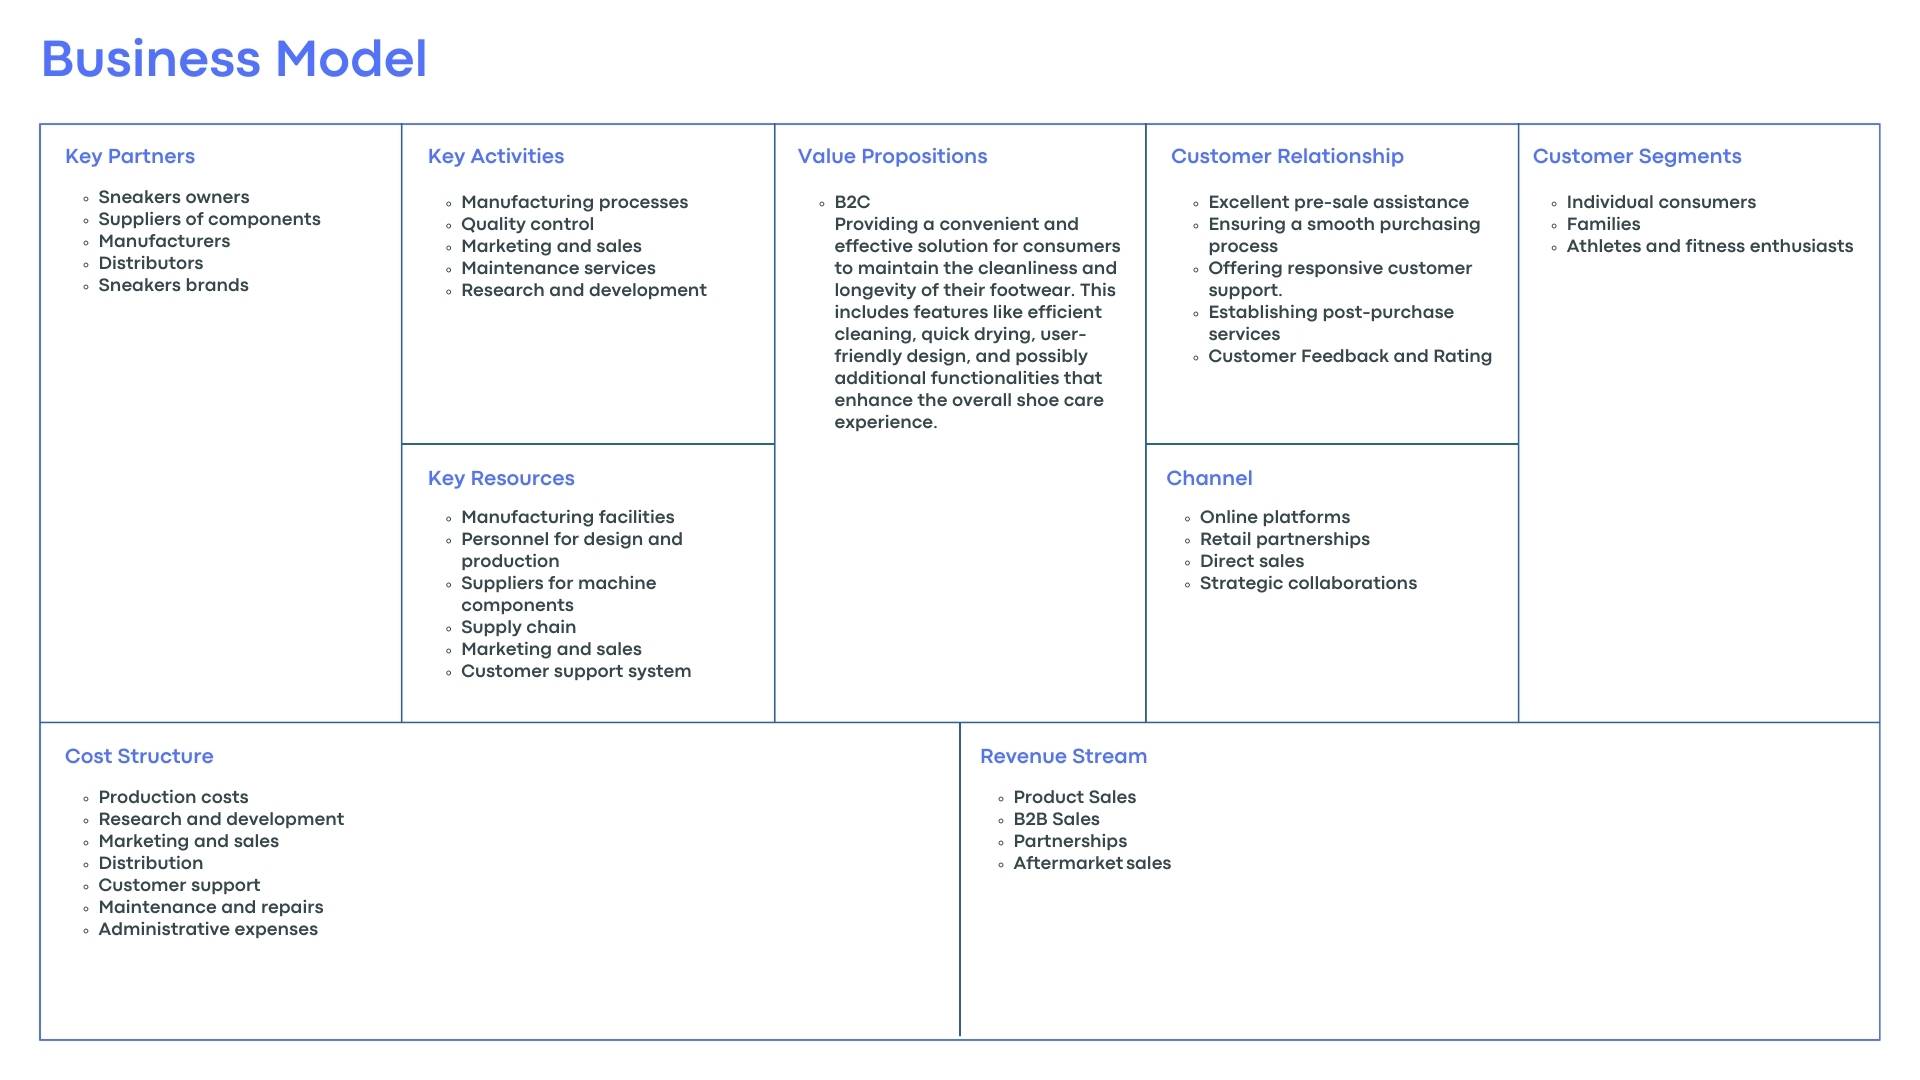 Business Model
Key Partners
Sneakers owners
Suppliers of components
Manufacturers
Distributors
Sneakers brands
Key Activities
Manufacturing processes
Quality control
Marketing and sales
Maintenance services
Research and development
Key Resources
Manufacturing facilities
Personnel for design and
production
Suppliers for machine
components
Supply chain
Marketing and sales
Customer support system
Value Propositions
B2C
Providing a convenient and
effective solution for consumers
to maintain the cleanliness and
longevity of their footwear. This
includes features like efficient
cleaning, quick drying, user-
friendly design, and possibly
additional functionalities that
enhance the overall shoe care
experience.
Customer Relationship
Excellent pre-sale assistance
Ensuring a smooth purchasing
process
Offering responsive customer
support.
Establishing post-purchase
services
Customer Feedback and Rating
Channel
Online platforms
Retail partnerships
Direct sales
Strategic collaborations
Customer Segments
Individual consumers
Families
Athletes and fitness enthusiasts
Cost Structure
Production costs
Research and development
Marketing and sales
Distribution
Customer support
Maintenance and repairs
Administrative expenses
Revenue Stream
Product Sales
B2B Sales
Partnerships
Aftermarket sales